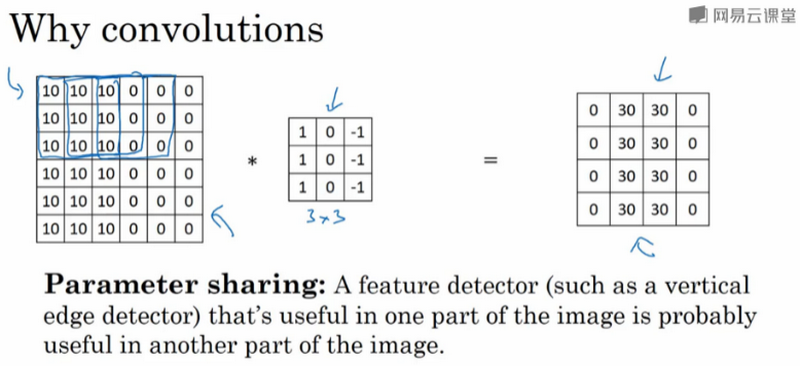 网易云课堂
Why convolutions
10 10 10 0 0 0
10 10 10 0 0 0
10 10 10 0 0 0
10 10 10 0 0 0
10 10 10 0 0 0
10 10 10 0 0 0
*
1 0 -1
1 0 -1
1 0 -1
3×3
=
0 30 30 0
0 30 30 0
0 30 30 0
0 30 30 0
Parameter sharing: A feature detector (such as a vertical
edge detector) that’s useful in one part of the image is probably
useful in another part of the image.